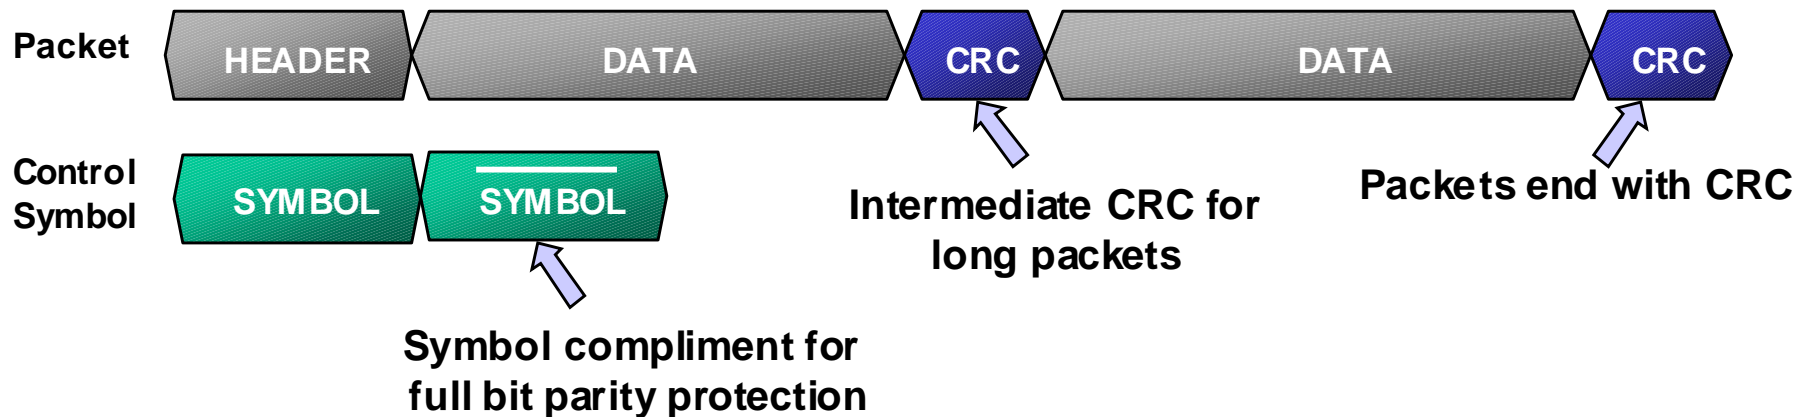 Packet
HEADER
DATA
CRC
DATA
CRC
Control
Symbol
SYMBOL
SYMBOL
Intermediate CRC for
long packets
Packets end with CRC
Symbol compliment for
full bit parity protection